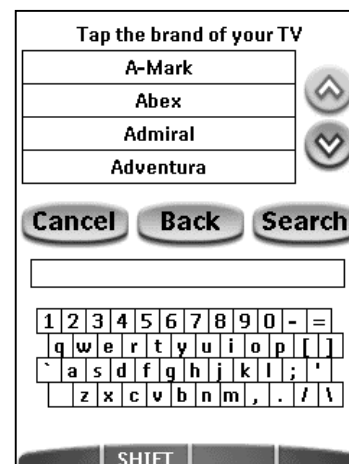 Tap the brand of your TV
A-Mark
Abex
Admiral
Adventura
Cancel Back Search
1 2 3 4 5 6 7 8 9 0 - =
q w e r t y u i o p [ ]
` a s d f g h j k l ; '
z x c v b n m , . / \
SHIFT